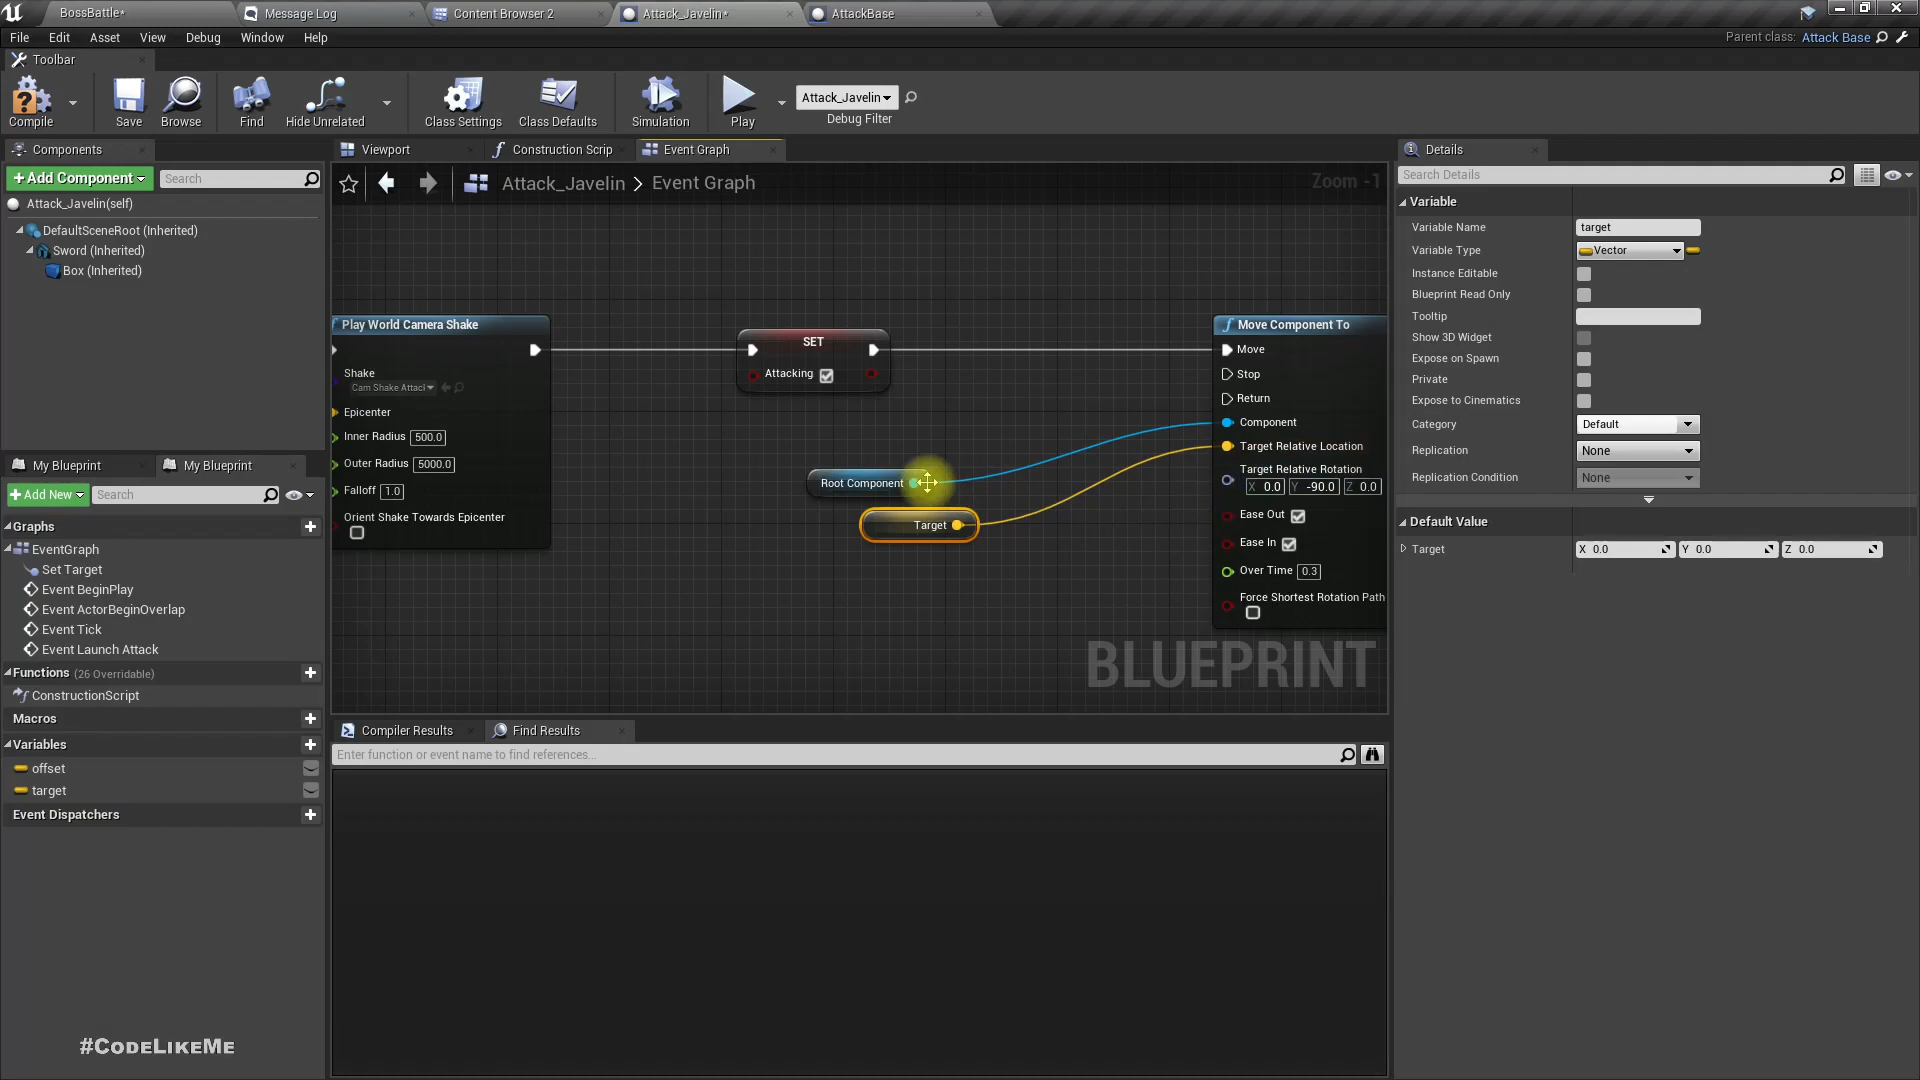 BossBattle*
Message Log
Content Browser 2
Attack_Javelin*
AttackBase
File Edit Asset View Window Debug Help
Parent class: Attack Base
Toolbar
Compile
Save
Browse
Find
Hide Unrelated
Class Settings
Class Defaults
Simulation
Play
Attack_Javelin
Debug Filter
Components
+Add Component
Search
Attack_Javelin(self)
DefaultSceneRoot (Inherited)
Sword (Inherited)
Box (Inherited)
My Blueprint
My Blueprint
+Add New
Search
Graphs
EventGraph
Set Target
Event BeginPlay
Event ActorBeginOverlap
Event Tick
Event Launch Attack
Functions (26 Overridable)
ConstructionScript
Macros
Variables
offset
target
Event Dispatchers
#CodeLikeMe
Viewport
Construction Scrip
Event Graph
Attack_Javelin > Event Graph
Zoom -1
Play World Camera Shake
Shake
Cam Shake Attacl
Epicenter
Inner Radius 500.0
Outer Radius 5000.0
Falloff 1.0
Orient Shake Towards Epicenter
SET
Attacking
Root Component
Target
Move Component To
Move
Stop
Return
Component
Target Relative Location
Target Relative Rotation
X 0.0 Y -90.0 Z 0.0
Ease Out
Ease In
Over Time 0.3
Force Shortest Rotation Path
BLUEPRINT
Compiler Results
Find Results
Enter function or event name to find references...
Details
Search Details
Variable
Variable Name target
Variable Type Vector
Instance Editable
Blueprint Read Only
Tooltip
Show 3D Widget
Expose on Spawn
Private
Expose to Cinematics
Category Default
Replication None
Replication Condition None
Default Value
Target X 0.0 Y 0.0 Z 0.0